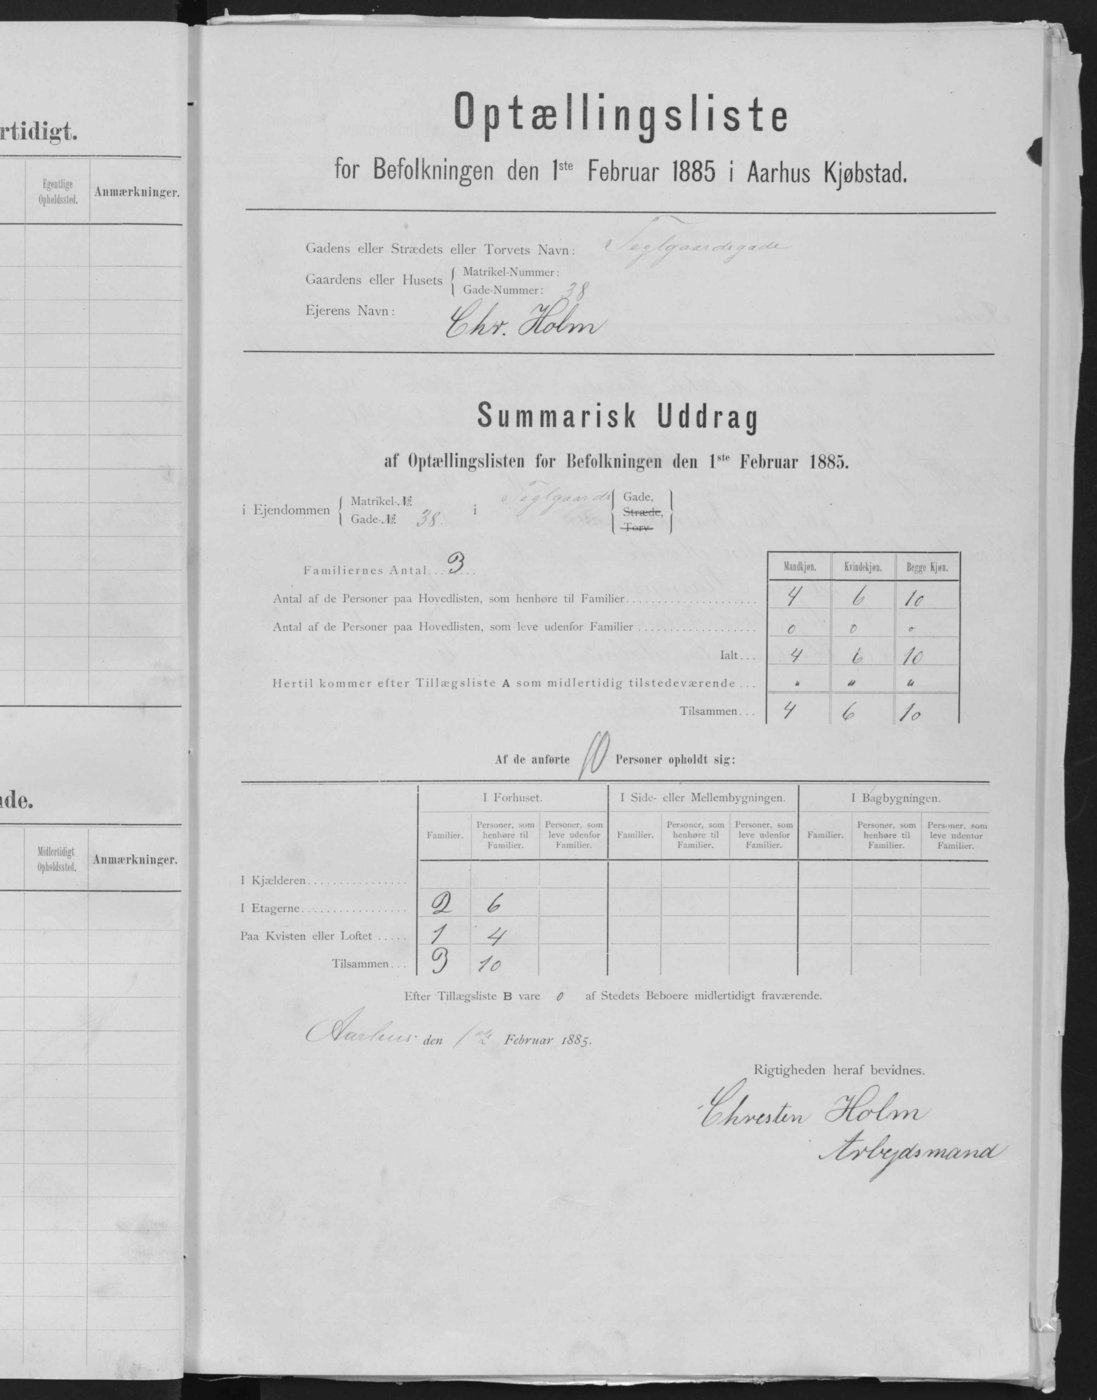 rtidigt.
Egentlige Opholdssted.
Anmærkninger.
de.
Midlertidigt Opholdssted.
Anmærkninger.
Optællingsliste
for Befolkningen den 1ste Februar 1885 i Aarhus Kjøbstad.
Gadens eller Strædets eller Torvets Navn: Teglgaardsgade
Gaardens eller Husets { Matrikel-Nummer:
Gade-Nummer: 38
Ejerens Navn: Chr. Holm
Summarisk Uddrag
af Optællingslisten for Befolkningen den 1ste Februar 1885.
i Ejendommen { Matrikel-№
Gade-№ 38. i Teglgaards { Gade, Stræde, Torv }
Familiernes Antal... 3
Mandkjøn. Kvindekjøn. Begge Kjøn.
Antal af de Personer paa Hovedlisten, som henhøre til Familier 4 6 10
Antal af de Personer paa Hovedlisten, som leve udenfor Familier 0 0 0
Ialt... 4 6 10
Hertil kommer efter Tillægsliste A som midlertidig tilstedeværende... " " "
Tilsammen... 4 6 10
Af de anførte 10 Personer opholdt sig:
I Forhuset. I Side- eller Mellembygningen. I Bagbygningen.
Familier. Personer, som henhøre til Familier. Personer, som leve udenfor Familier. Familier. Personer, som henhøre til Familier. Personer, som leve udenfor Familier. Familier. Personer, som henhøre til Familier. Personer, som leve udenfor Familier.
I Kjælderen
I Etagerne 2 6
Paa Kvisten eller Loftet 1 4
Tilsammen... 3 10
Efter Tillægsliste B vare 0 af Stedets Beboere midlertidigt fraværende.
Aarhus den 1ste Februar 1885.
Rigtigheden heraf bevidnes.
Chresten Holm
Arbejdsmand